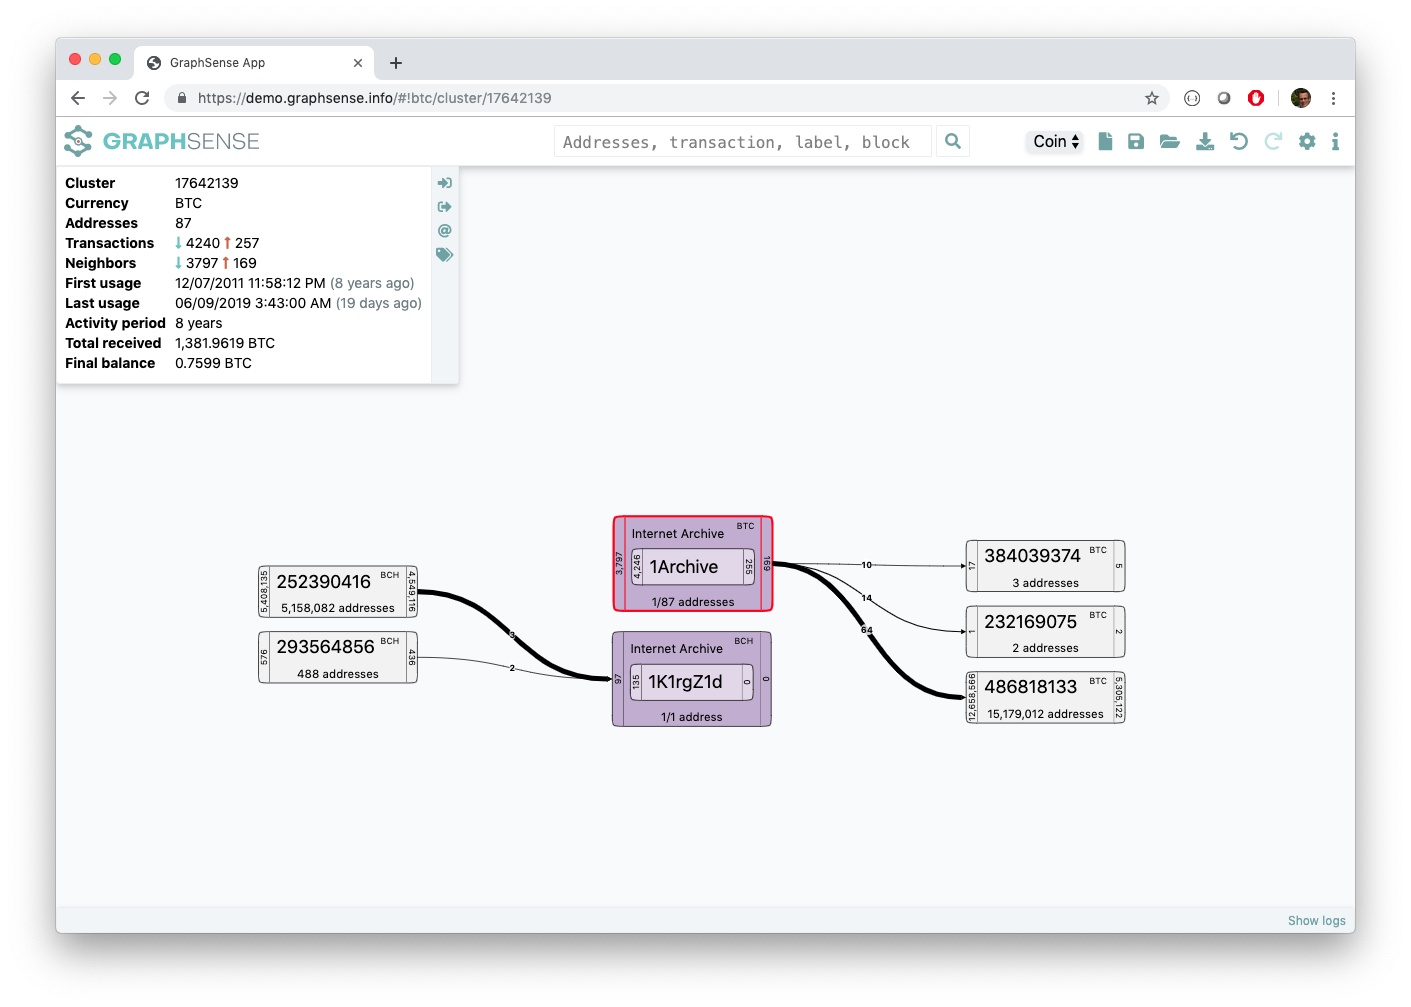 GraphSense App
https://demo.graphsense.info/#!btc/cluster/17642139
GRAPHSENSE
Addresses, transaction, label, block
Coin
Cluster 17642139
Currency BTC
Addresses 87
Transactions 4240 257
Neighbors 3797 169
First usage 12/07/2011 11:58:12 PM (8 years ago)
Last usage 06/09/2019 3:43:00 AM (19 days ago)
Activity period 8 years
Total received 1,381.9619 BTC
Final balance 0.7599 BTC
5,408,135
252390416 BCH
5,158,082 addresses
4,549,116
576
293564856 BCH
488 addresses
436
3
2
3,797
Internet Archive BTC
4,246
1Archive
255
1/87 addresses
169
97
Internet Archive BCH
135
1K1rgZ1d
0
1/1 address
0
10
14
64
17
384039374 BTC
3 addresses
5
1
232169075 BTC
2 addresses
2
12,658,566
486818133 BTC
15,179,012 addresses
5,305,122
Show logs